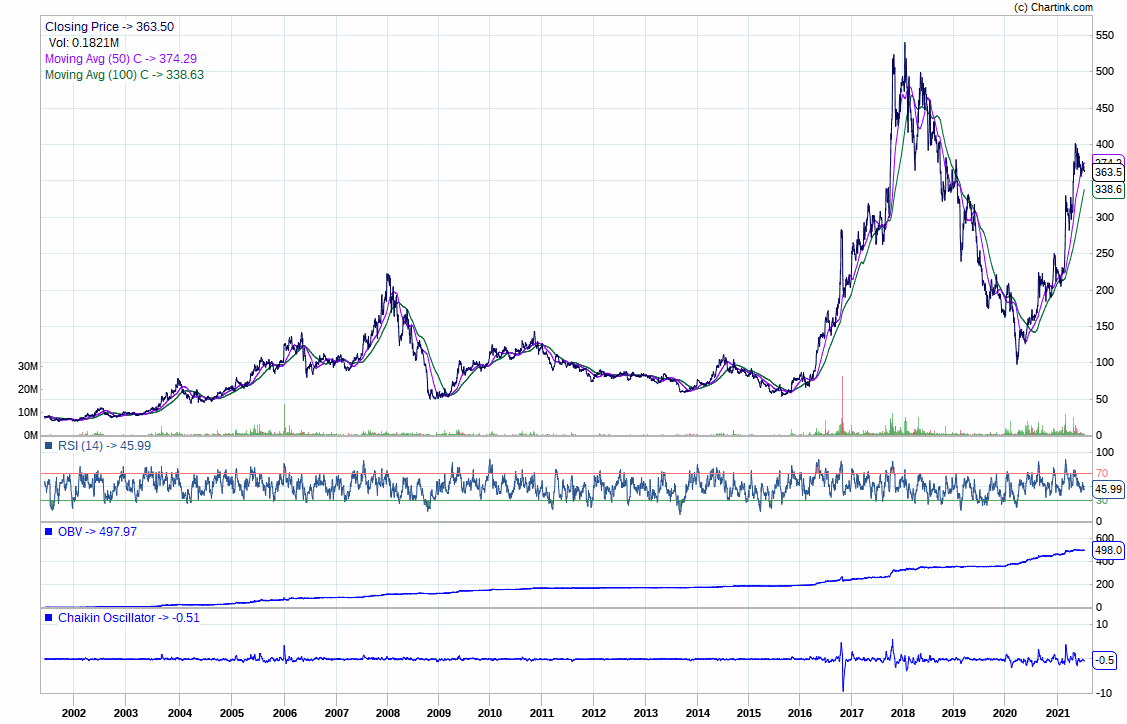 (c) Chartink.com
Closing Price -> 363.50
Vol: 0.1821M
Moving Avg (50) C -> 374.29
Moving Avg (100) C -> 338.63
550
500
450
400
374.2
363.5
338.6
300
250
200
150
100
50
0
30M
20M
10M
0M
RSI (14) -> 45.99
100
70
45.99
30
0
OBV -> 497.97
600
498.0
400
200
0
Chaikin Oscillator -> -0.51
10
-0.5
-10
2002 2003 2004 2005 2006 2007 2008 2009 2010 2011 2012 2013 2014 2015 2016 2017 2018 2019 2020 2021